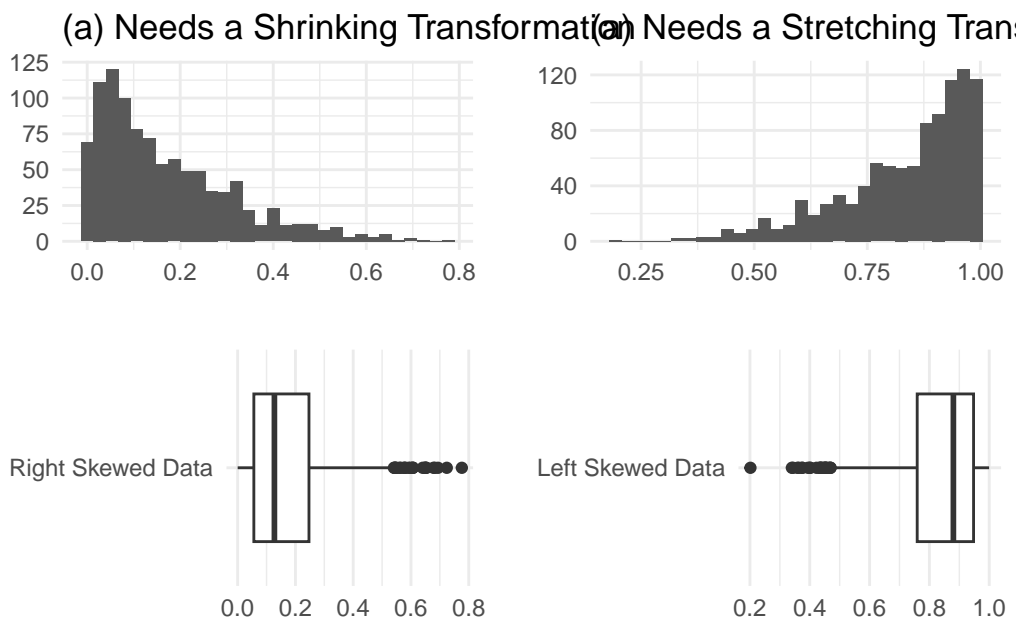 (a) Needs a Shrinking Transformation
(a) Needs a Stretching Trans
125
100
75
50
25
0
0.0 0.2 0.4 0.6 0.8
120
80
40
0
0.25 0.50 0.75 1.00
Right Skewed Data
0.0 0.2 0.4 0.6 0.8
Left Skewed Data
0.2 0.4 0.6 0.8 1.0